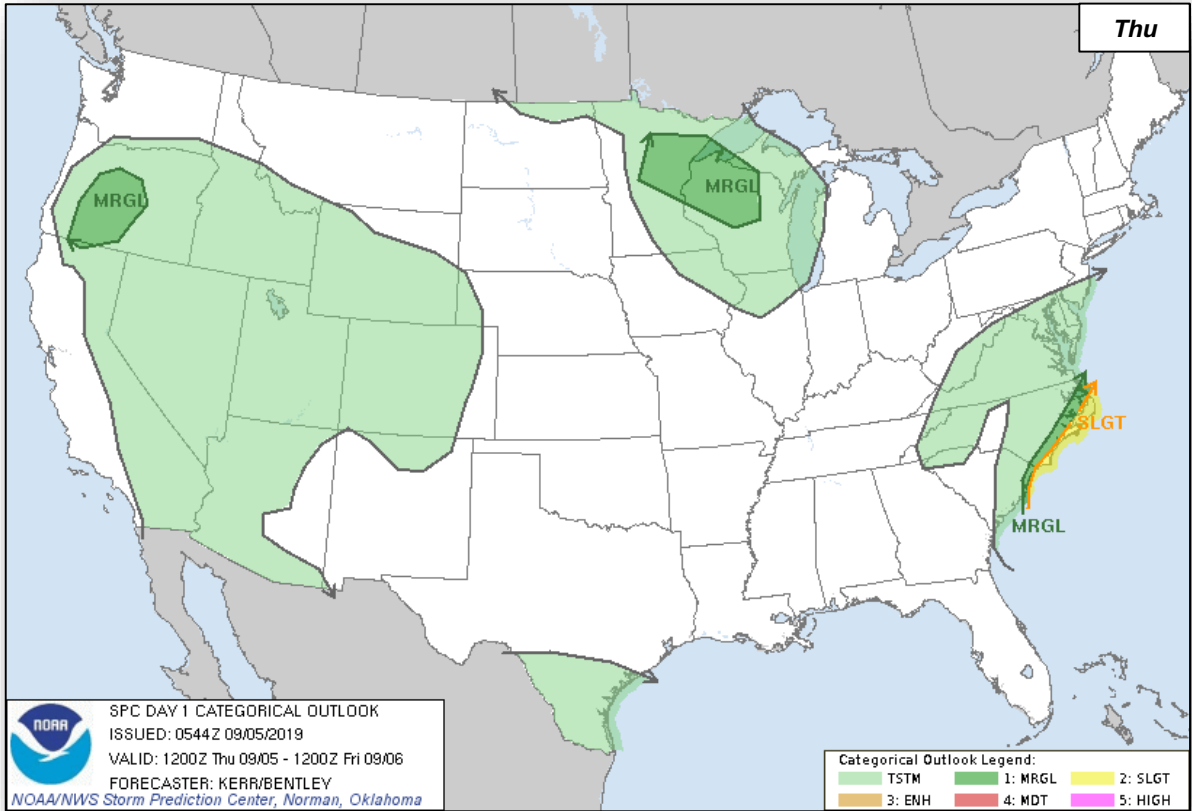 Thu
MRGL
MRGL
SLGT
MRGL
NOAA
SPC DAY 1 CATEGORICAL OUTLOOK
ISSUED: 0544Z 09/05/2019
VALID: 1200Z Thu 09/05 - 1200Z Fri 09/06
FORECASTER: KERR/BENTLEY
NOAA/NWS Storm Prediction Center, Norman, Oklahoma
Categorical Outlook Legend:
TSTM 1: MRGL 2: SLGT
3: ENH 4: MDT 5: HIGH